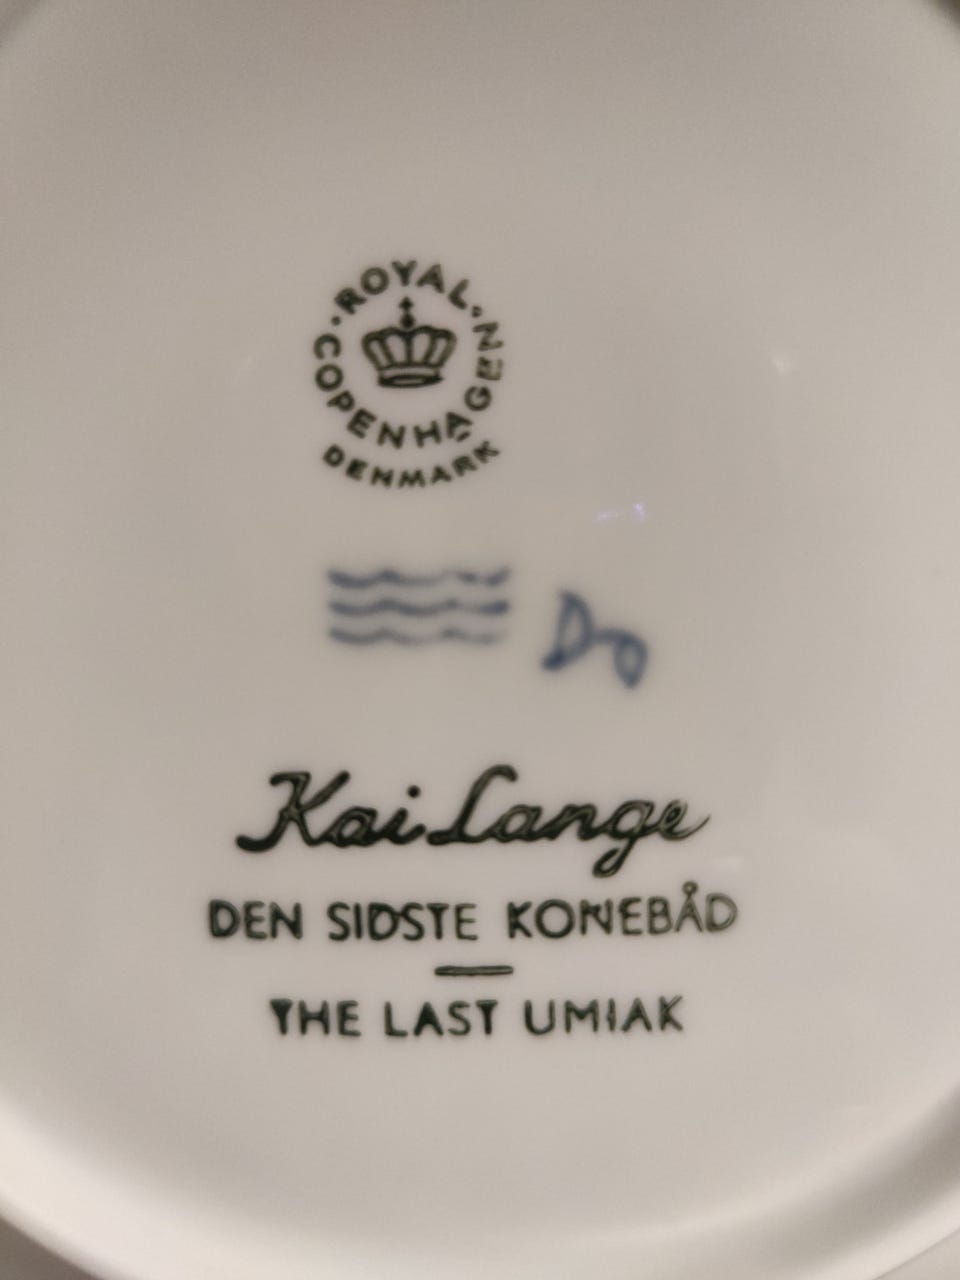 ROYAL
COPENHAGEN
DENMARK
Kai Lange
DEN SIDSTE KONEBÅD
THE LAST UMIAK